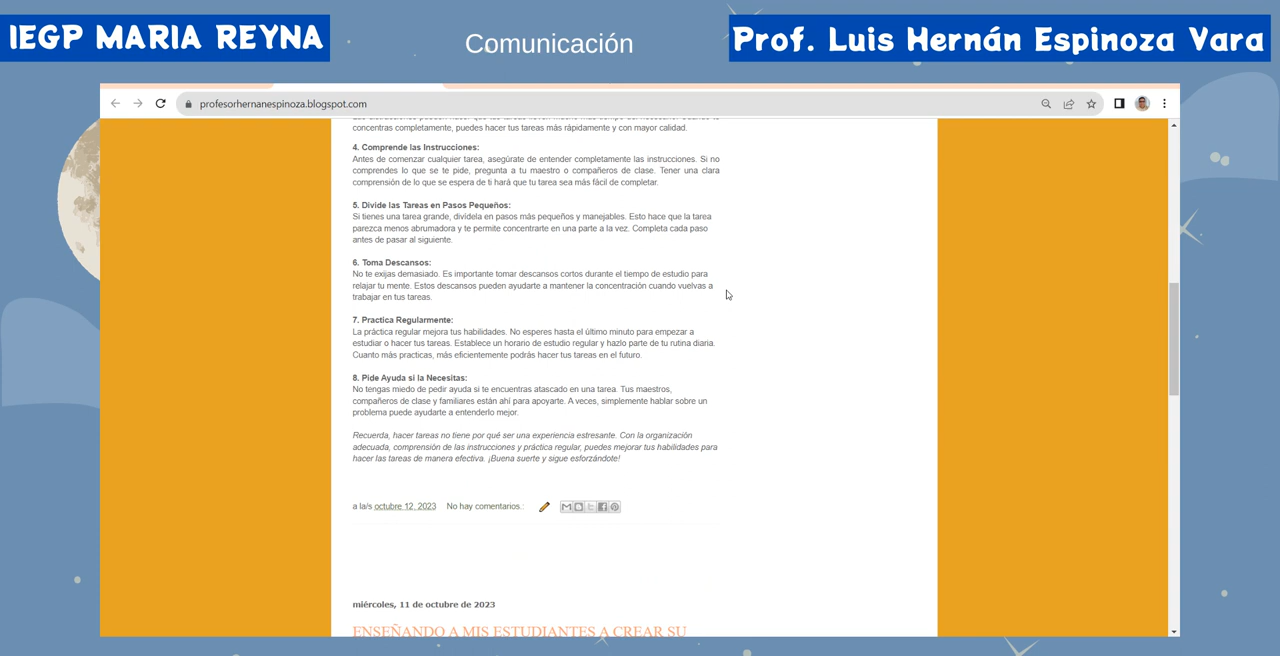 IEGP MARIA REYNA
Comunicación
Prof. Luis Hernán Espinoza Vara
profesorhernanespinoza.blogspot.com
concentras completamente, puedes hacer tus tareas más rápidamente y con mayor calidad.
4. Comprende las Instrucciones:
Antes de comenzar cualquier tarea, asegúrate de entender completamente las instrucciones. Si no
comprendes lo que se te pide, pregunta a tu maestro o compañeros de clase. Tener una clara
comprensión de lo que se espera de ti hará que tu tarea sea más fácil de completar.
5. Divide las Tareas en Pasos Pequeños:
Si tienes una tarea grande, divídela en pasos más pequeños y manejables. Esto hace que la tarea
parezca menos abrumadora y te permite concentrarte en una parte a la vez. Completa cada paso
antes de pasar al siguiente.
6. Toma Descansos:
No te exijas demasiado. Es importante tomar descansos cortos durante el tiempo de estudio para
relajar tu mente. Estos descansos pueden ayudarte a mantener la concentración cuando vuelvas a
trabajar en tus tareas.
7. Practica Regularmente:
La práctica regular mejora tus habilidades. No esperes hasta el último minuto para empezar a
estudiar o hacer tus tareas. Establece un horario de estudio regular y hazlo parte de tu rutina diaria.
Cuanto más practicas, más eficientemente podrás hacer tus tareas en el futuro.
8. Pide Ayuda si la Necesitas:
No tengas miedo de pedir ayuda si te encuentras atascado en una tarea. Tus maestros,
compañeros de clase y familiares están ahí para apoyarte. A veces, simplemente hablar sobre un
problema puede ayudarte a entenderlo mejor.
Recuerda, hacer tareas no tiene por qué ser una experiencia estresante. Con la organización
adecuada, comprensión de las instrucciones y práctica regular, puedes mejorar tus habilidades para
hacer las tareas de manera efectiva. ¡Buena suerte y sigue esforzándote!
a la/s octubre 12, 2023 No hay comentarios.:
miércoles, 11 de octubre de 2023
ENSEÑANDO A MIS ESTUDIANTES A CREAR SU